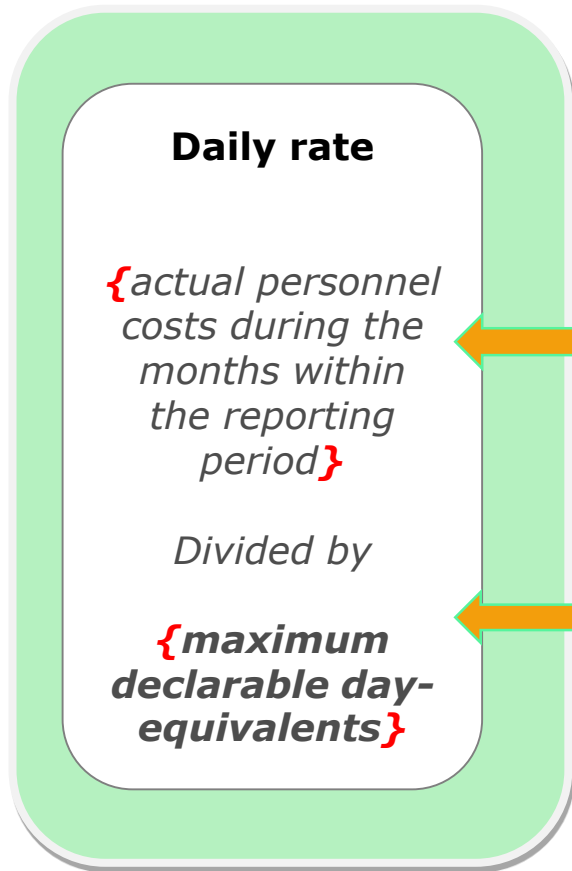 Daily rate
{actual personnel
costs during the
months within
the reporting
period}
Divided by
{maximum
declarable day-
equivalents}